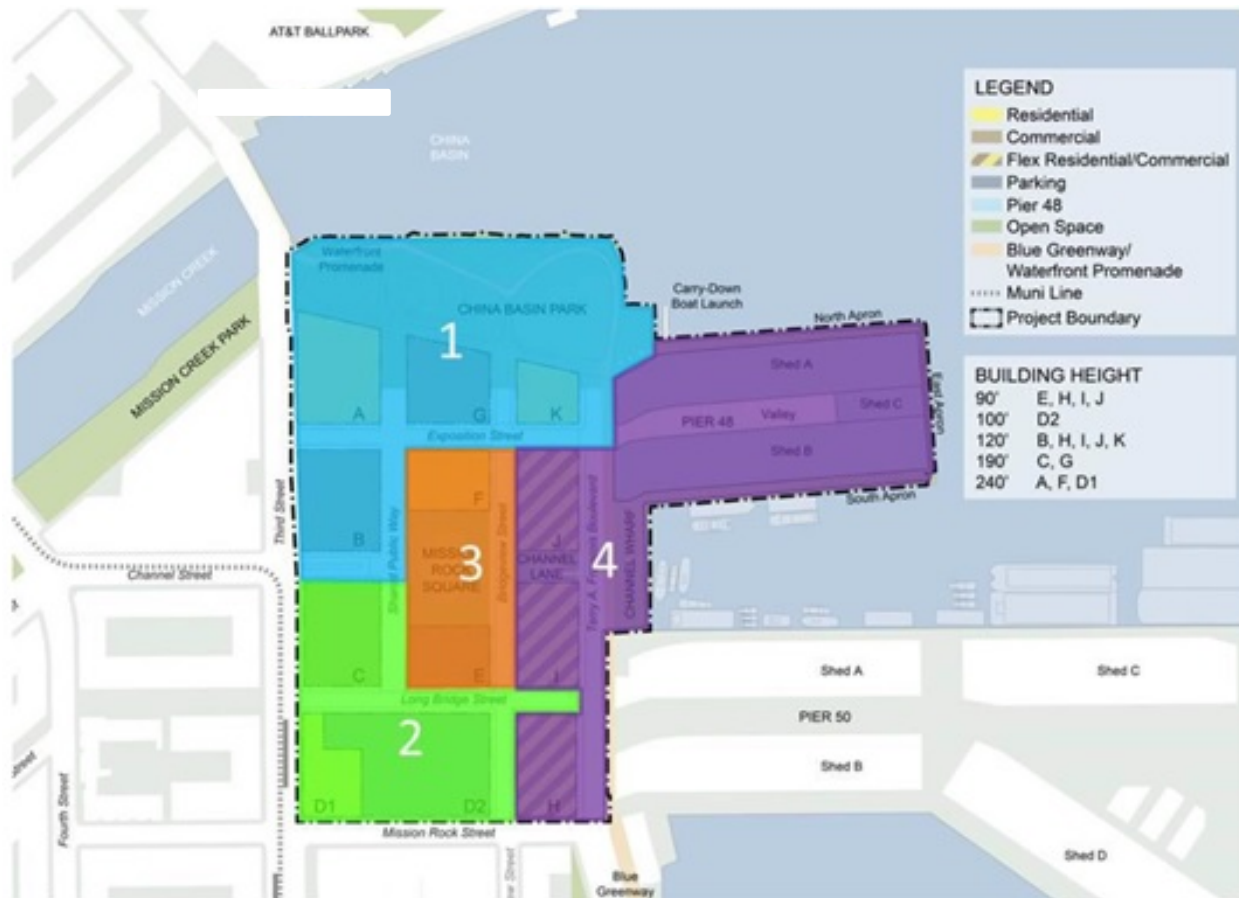 AT&T BALLPARK
CHINA
BASIN
LEGEND
Residential
Commercial
Flex Residential/Commercial
Parking
Pier 48
Open Space
Blue Greenway/
Waterfront Promenade
Muni Line
Project Boundary
BUILDING HEIGHT
90' E, H, I, J
100' D2
120' B, H, I, J, K
190' C, G
240' A, F, D1
MISSION CREEK
MISSION CREEK PARK
Waterfront
Promenade
CHINA BASIN PARK
1
Carry-Down
Boat Launch
North Apron
Shed A
A
G
K
PIER 48
Valley
Shed C
East Apron
Exposition Street
Shed B
South Apron
Third Street
Shared Public Way
Bridgeview Street
Terry A. Francois Boulevard
CHANNEL WHARF
F
B
J
3
4
MISSION
ROCK
SQUARE
CHANNEL
LANE
Channel Street
C
E
I
Long Bridge Street
2
D1
D2
H
Mission Rock Street
Fourth Street
Street
Shed A
Shed C
PIER 50
Shed B
Shed D
Blue
Greenway